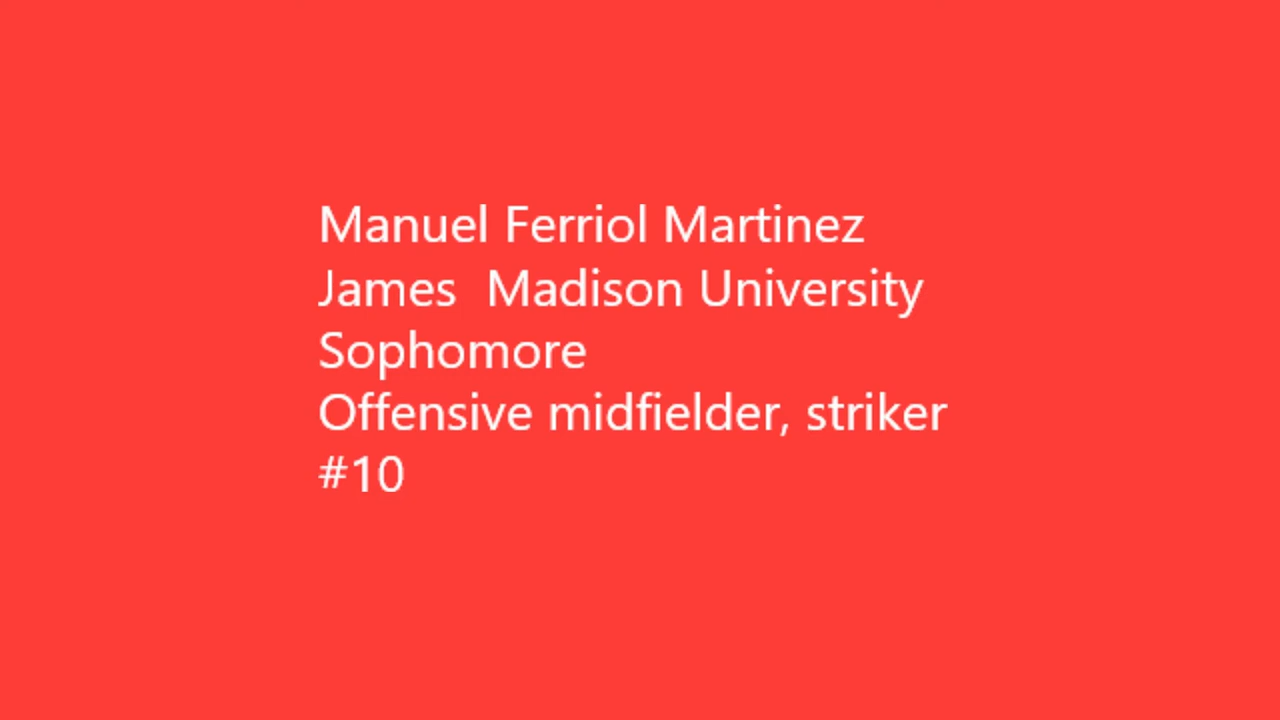 Manuel Ferriol Martinez
James  Madison University
Sophomore
Offensive midfielder, striker
#10